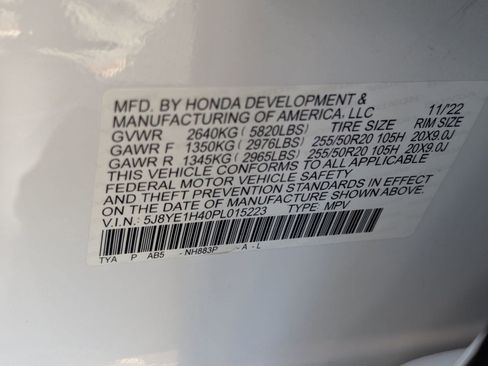 MFD. BY HONDA DEVELOPMENT &
MANUFACTURING OF AMERICA, LLC 11/22
GVWR 2640KG ( 5820LBS) TIRE SIZE RIM SIZE
GAWR F 1350KG ( 2976LBS) 255/50R20 105H 20X9.0J
GAWR R 1345KG ( 2965LBS) 255/50R20 105H 20X9.0J
THIS VEHICLE CONFORMS TO ALL APPLICABLE
FEDERAL MOTOR VEHICLE SAFETY
AND THEFT PREVENTION STANDARDS IN EFFECT
ON THE DATE OF MANUFACTURE SHOWN ABOVE.
V.I.N.: 5J8YE1H40PL015223 TYPE: MPV
TYA P AB5 - NH883P - A - L